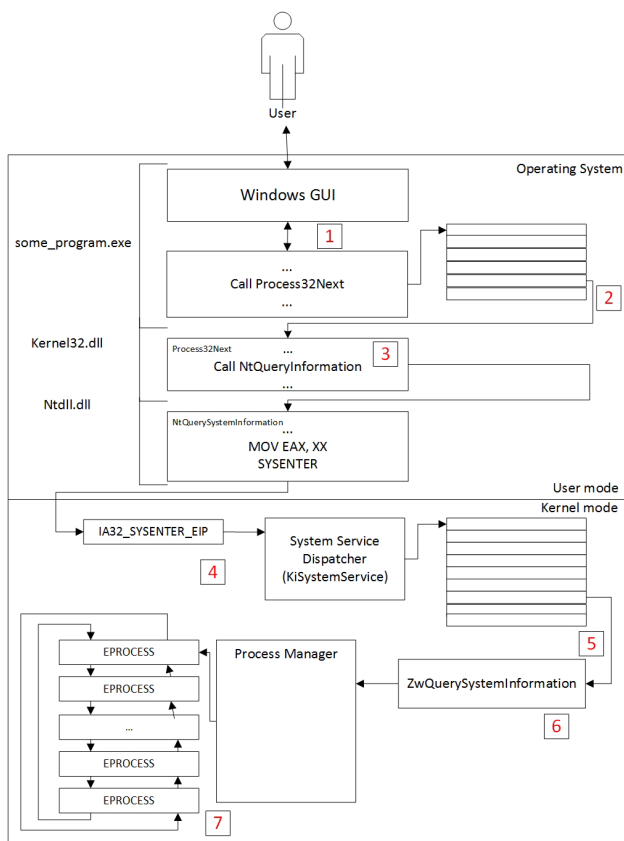 User
Operating System
Windows GUI
1
some_program.exe
...
Call Process32Next
...
2
Kernel32.dll
Process32Next
...
3
Call NtQueryInformation
...
Ntdll.dll
NtQuerySystemInformation
...
MOV EAX, XX
SYSENTER
User mode
Kernel mode
IA32_SYSENTER_EIP
4
System Service
Dispatcher
(KiSystemService)
5
EPROCESS
EPROCESS
...
EPROCESS
EPROCESS
7
Process Manager
ZwQuerySystemInformation
6